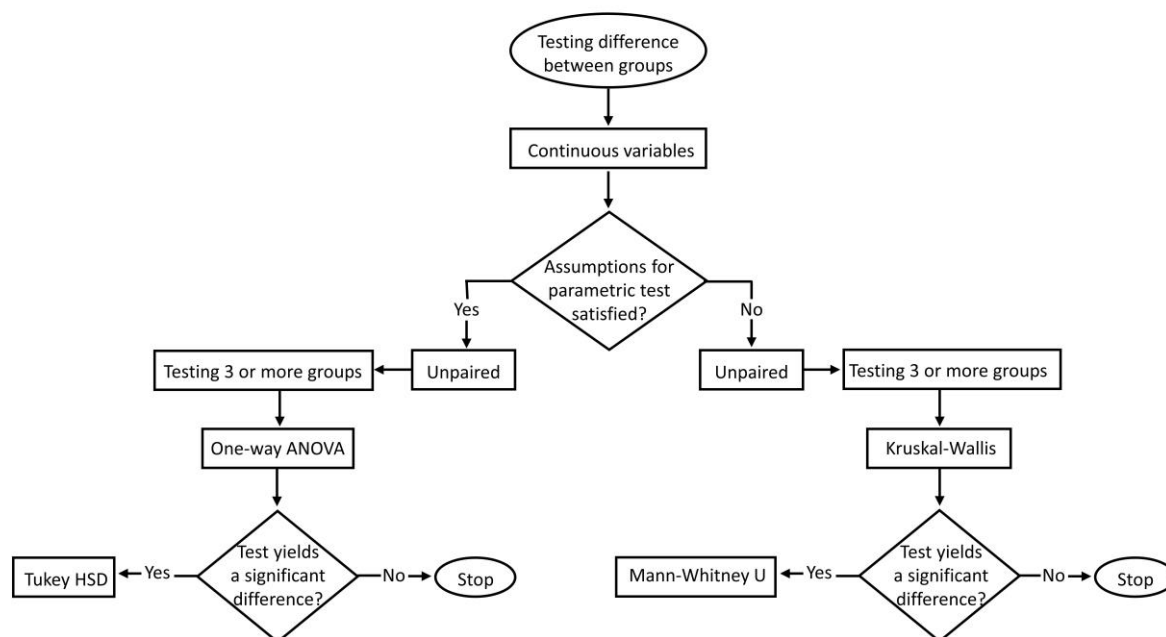 Testing difference
between groups
Continuous variables
Assumptions for
parametric test
satisfied?
Yes
No
Testing 3 or more groups
Unpaired
Unpaired
Testing 3 or more groups
One-way ANOVA
Kruskal-Wallis
Tukey HSD
Yes
Test yields
a significant
difference?
No
Stop
Mann-Whitney U
Yes
Test yields
a significant
difference?
No
Stop